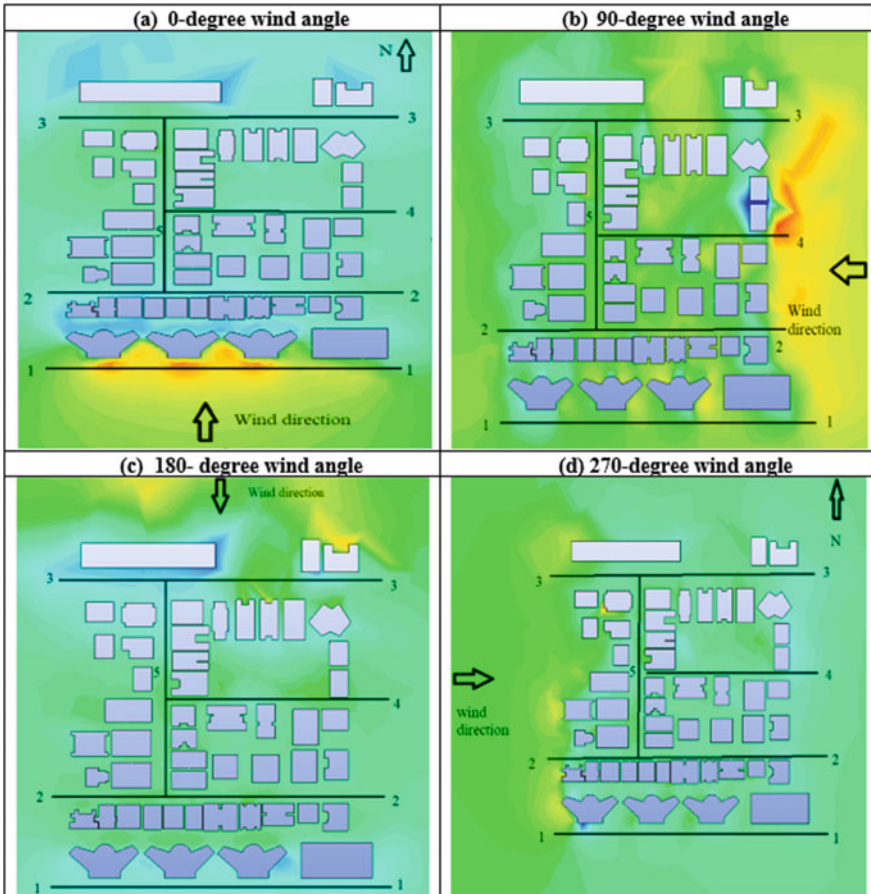 (a) 0-degree wind angle
N
3 3
4
5
2 2
1 1
Wind direction
(b) 90-degree wind angle
3 3
5
4
Wind
direction
2 2
1 1
(c) 180- degree wind angle
Wind direction
3 3
5
4
2 2
1 1
(d) 270-degree wind angle
N
3 3
5
4
wind
direction
2 2
1 1